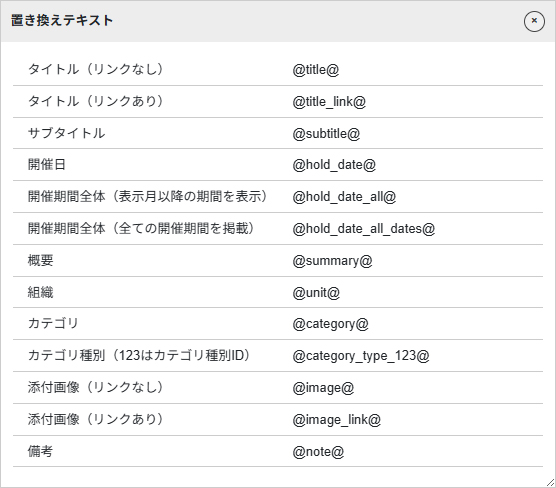 置き換えテキスト
×
タイトル（リンクなし） @title@
タイトル（リンクあり） @title_link@
サブタイトル @subtitle@
開催日 @hold_date@
開催期間全体（表示月以降の期間を表示） @hold_date_all@
開催期間全体（全ての開催期間を掲載） @hold_date_all_dates@
概要 @summary@
組織 @unit@
カテゴリ @category@
カテゴリ種別（123はカテゴリ種別ID） @category_type_123@
添付画像（リンクなし） @image@
添付画像（リンクあり） @image_link@
備考 @note@